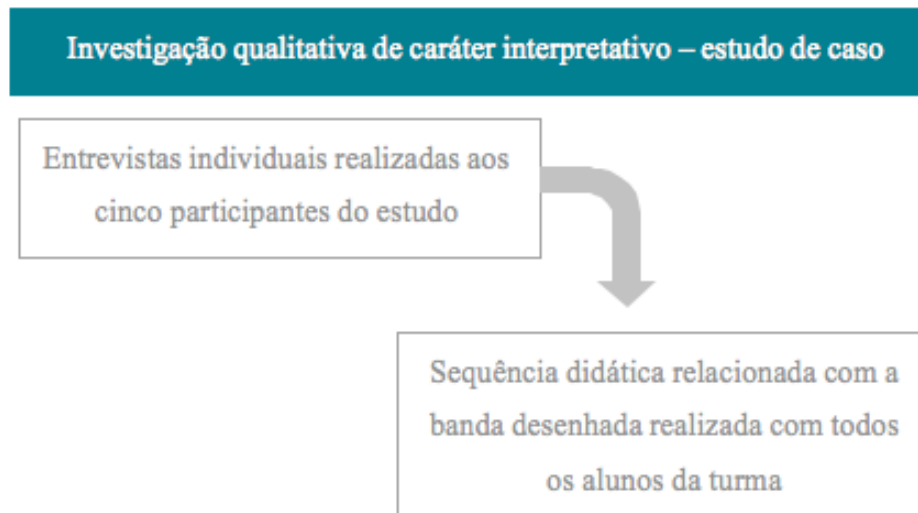 Investigação qualitativa de caráter interpretativo – estudo de caso
Entrevistas individuais realizadas aos
cinco participantes do estudo
Sequência didática relacionada com a
banda desenhada realizada com todos
os alunos da turma